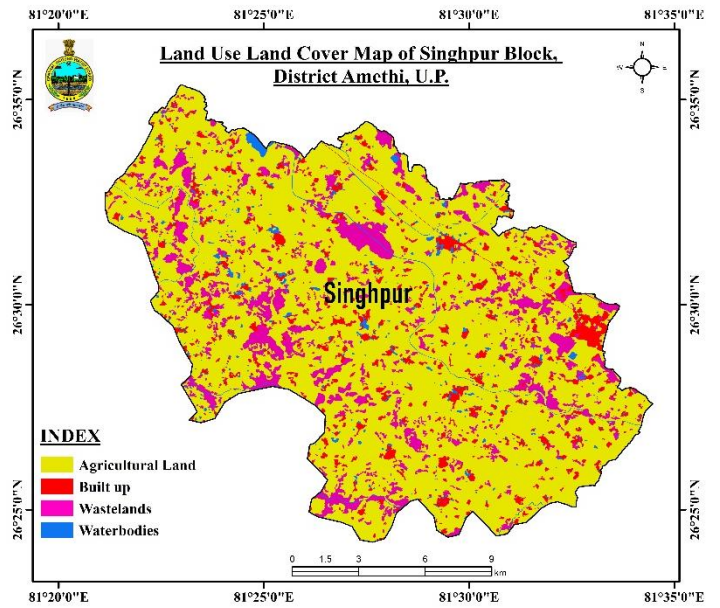 81°20'0"E 81°25'0"E 81°30'0"E 81°35'0"E
Land Use Land Cover Map of Singhpur Block,
District Amethi, U.P.
N
W E
S
26°35'0"N 26°35'0"N
Singhpur
26°30'0"N 26°30'0"N
INDEX
Agricultural Land
Built up
Wastelands
Waterbodies
26°25'0"N 26°25'0"N
0 1.5 3 6 9
km
81°20'0"E 81°25'0"E 81°30'0"E 81°35'0"E